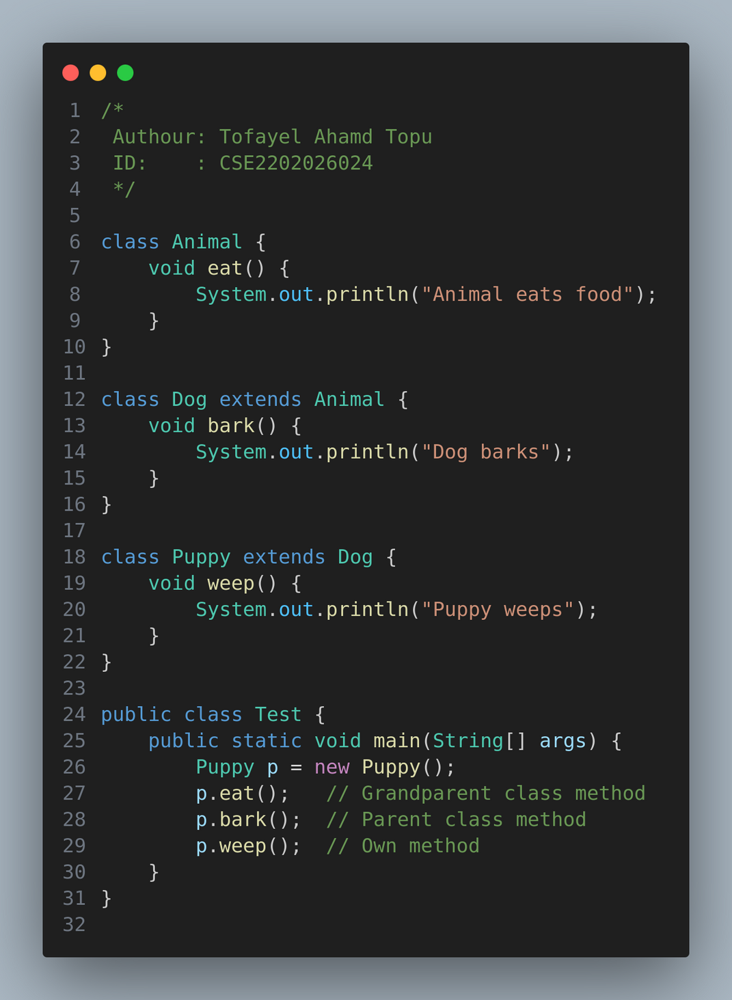 1 /*
2  Authour: Tofayel Ahamd Topu
3  ID:    : CSE2202026024
4  */
5
6 class Animal {
7     void eat() {
8         System.out.println("Animal eats food");
9     }
10 }
11
12 class Dog extends Animal {
13     void bark() {
14         System.out.println("Dog barks");
15     }
16 }
17
18 class Puppy extends Dog {
19     void weep() {
20         System.out.println("Puppy weeps");
21     }
22 }
23
24 public class Test {
25     public static void main(String[] args) {
26         Puppy p = new Puppy();
27         p.eat();   // Grandparent class method
28         p.bark();  // Parent class method
29         p.weep();  // Own method
30     }
31 }
32